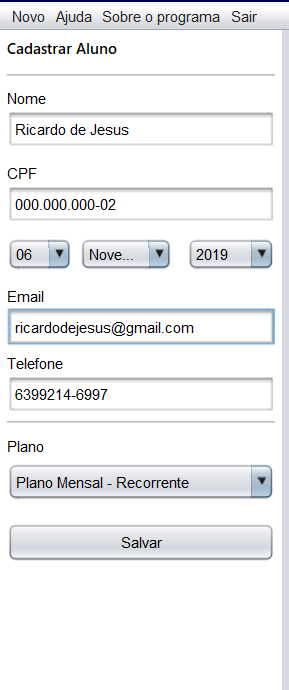 Novo Ajuda Sobre o programa Sair
Cadastrar Aluno
Nome
Ricardo de Jesus
CPF
000.000.000-02
06 Nove... 2019
Email
ricardodejesus@gmail.com
Telefone
6399214-6997
Plano
Plano Mensal - Recorrente
Salvar